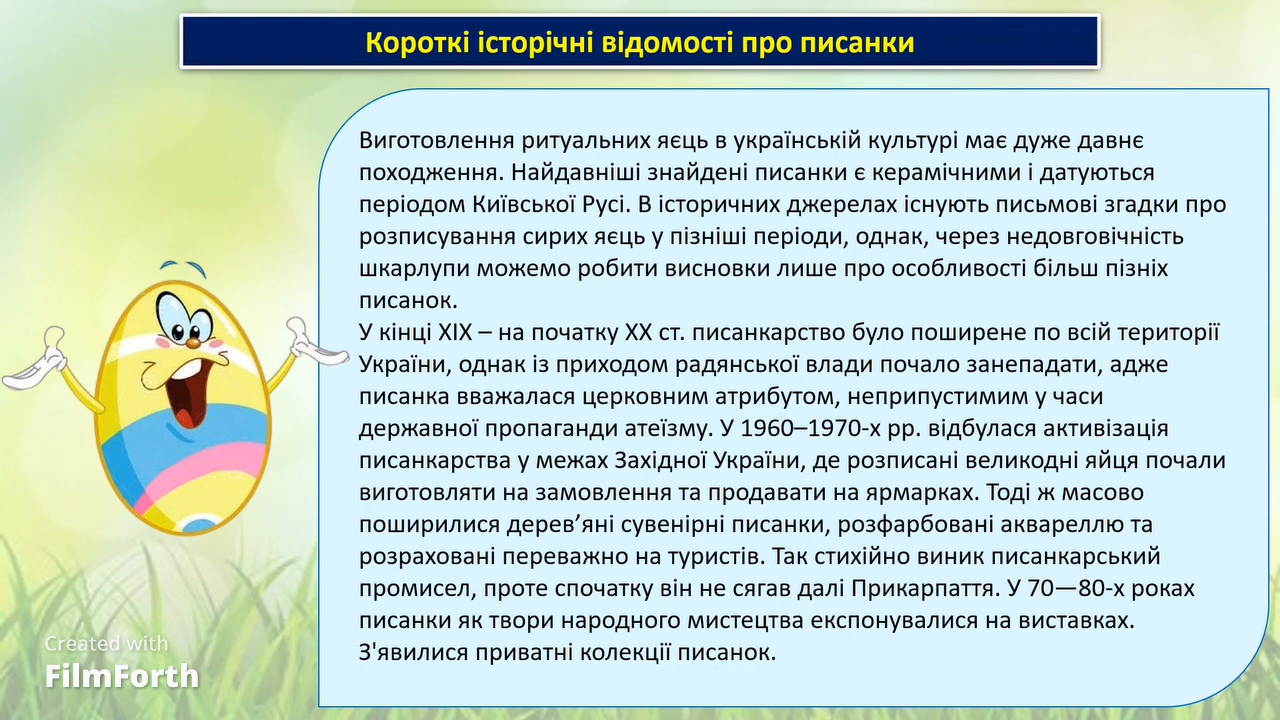 Короткі історічні відомості про писанки
Виготовлення ритуальних яєць в українській культурі має дуже давнє
походження. Найдавніші знайдені писанки є керамічними і датуються
періодом Київської Русі. В історичних джерелах існують письмові згадки про
розписування сирих яєць у пізніші періоди, однак, через недовговічність
шкарлупи можемо робити висновки лише про особливості більш пізніх
писанок.
У кінці XIX – на початку XX ст. писанкарство було поширене по всій території
України, однак із приходом радянської влади почало занепадати, адже
писанка вважалася церковним атрибутом, неприпустимим у часи
державної пропаганди атеїзму. У 1960–1970-х рр. відбулася активізація
писанкарства у межах Західної України, де розписані великодні яйця почали
виготовляти на замовлення та продавати на ярмарках. Тоді ж масово
поширилися дерев’яні сувенірні писанки, розфарбовані аквареллю та
розраховані переважно на туристів. Так стихійно виник писанкарський
промисел, проте спочатку він не сягав далі Прикарпаття. У 70—80-х роках
писанки як твори народного мистецтва експонувалися на виставках.
З'явилися приватні колекції писанок.
Created with
FilmForth